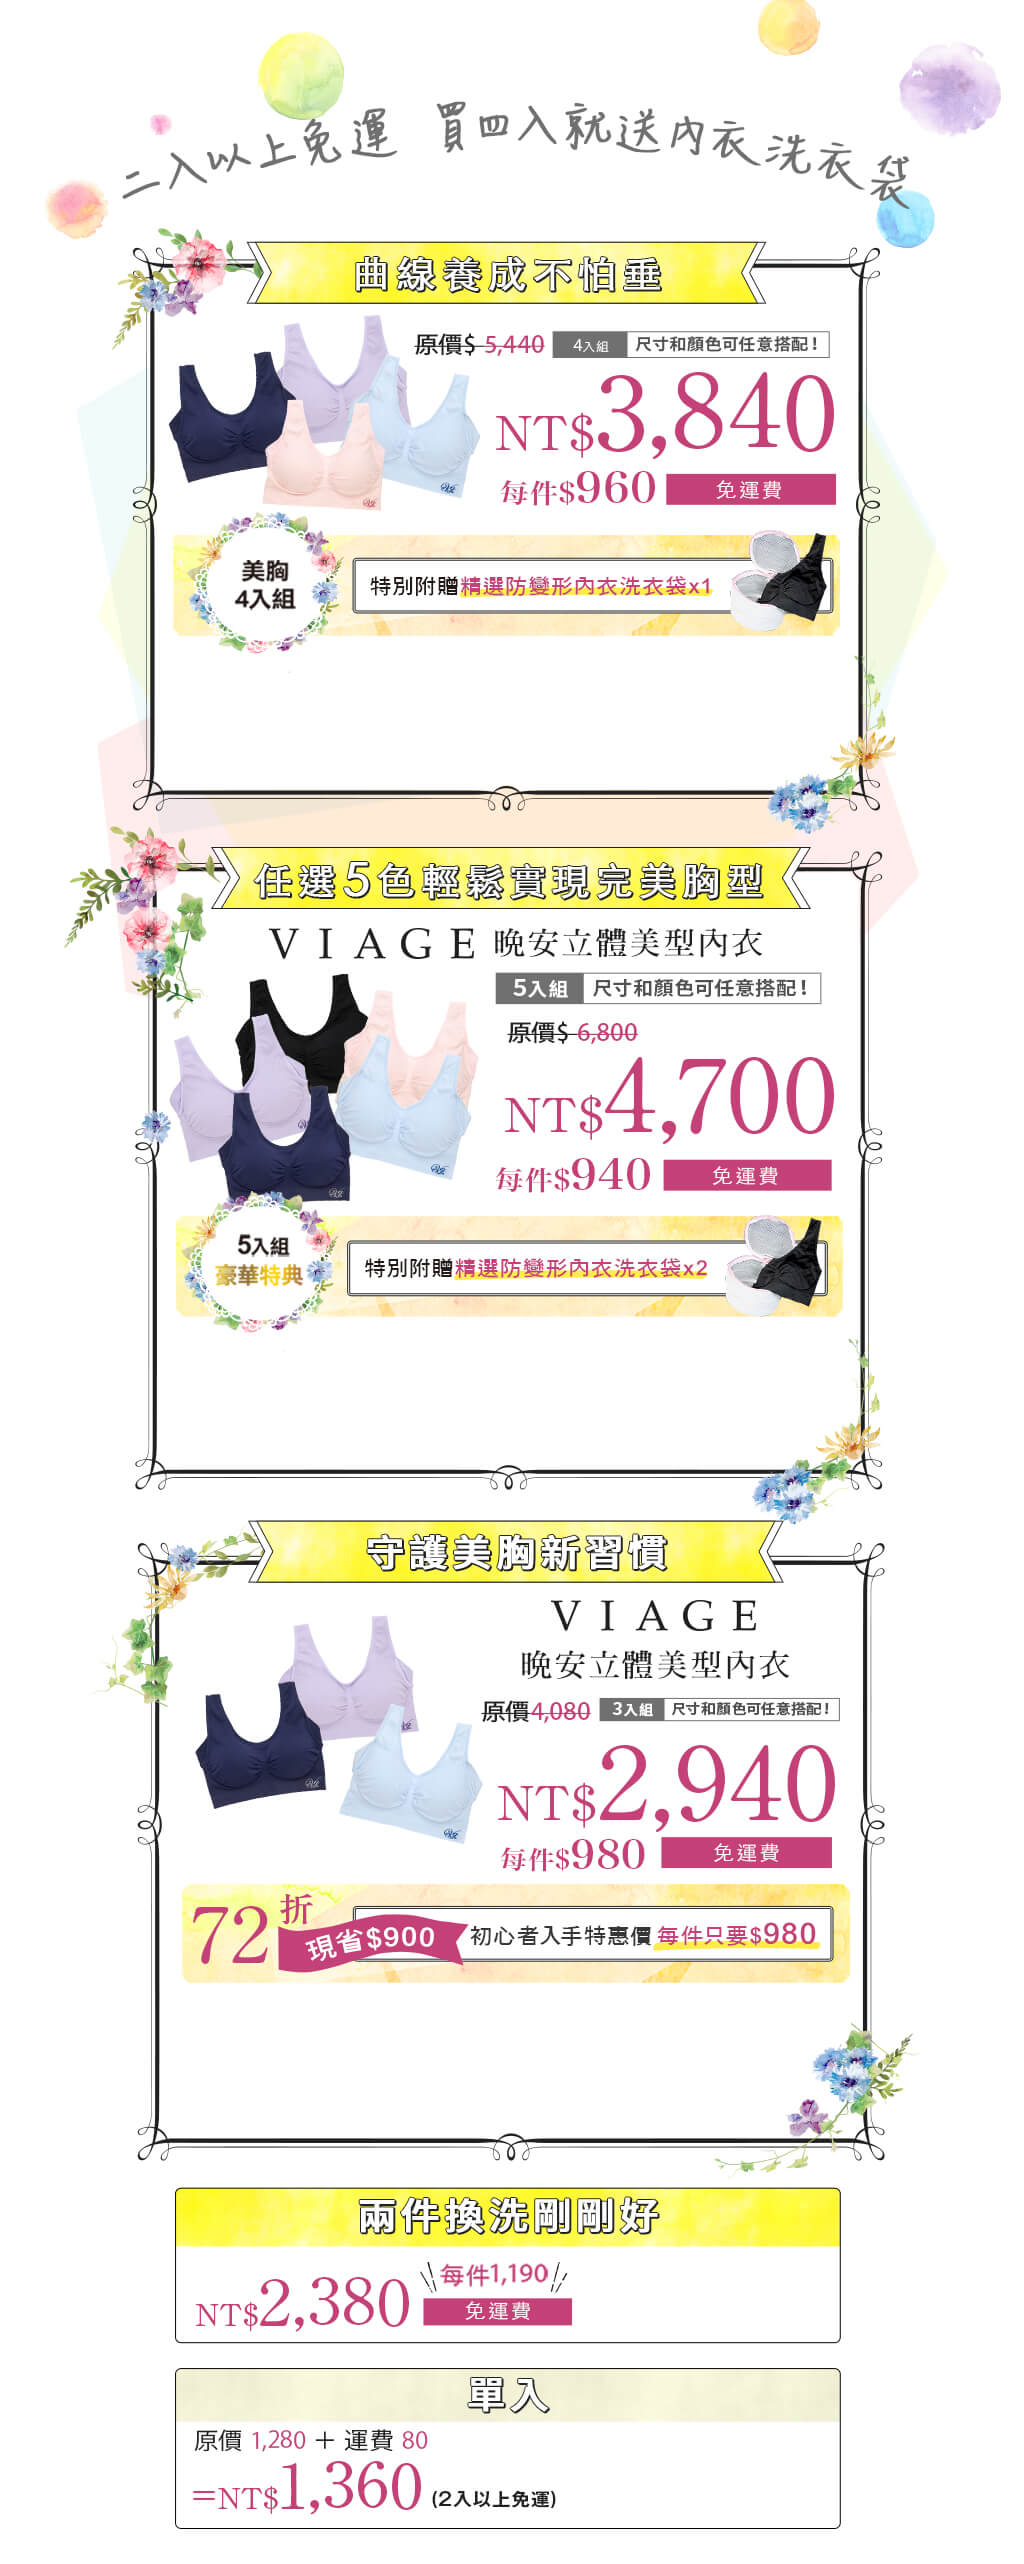 二入以上免運 買四入就送內衣洗衣袋
曲線養成不怕垂
原價$ 5,440 4入組 尺寸和顏色可任意搭配!
NT$3,840
每件$960 免運費
美胸
4入組
特別附贈精選防變形內衣洗衣袋x1
任選5色輕鬆實現完美胸型
VIAGE 晚安立體美型內衣
5入組 尺寸和顏色可任意搭配!
原價$ 6,800
NT$4,700
每件$940 免運費
5入組
豪華特典
特別附贈精選防變形內衣洗衣袋x2
守護美胸新習慣
VIAGE
晚安立體美型內衣
原價4,080 3入組 尺寸和顏色可任意搭配!
NT$2,940
每件$980 免運費
72折 現省$900 初心者入手特惠價 每件只要$980
兩件換洗剛剛好
NT$2,380 每件1,190
免運費
單入
原價 1,280 + 運費 80
=NT$1,360 (2入以上免運)